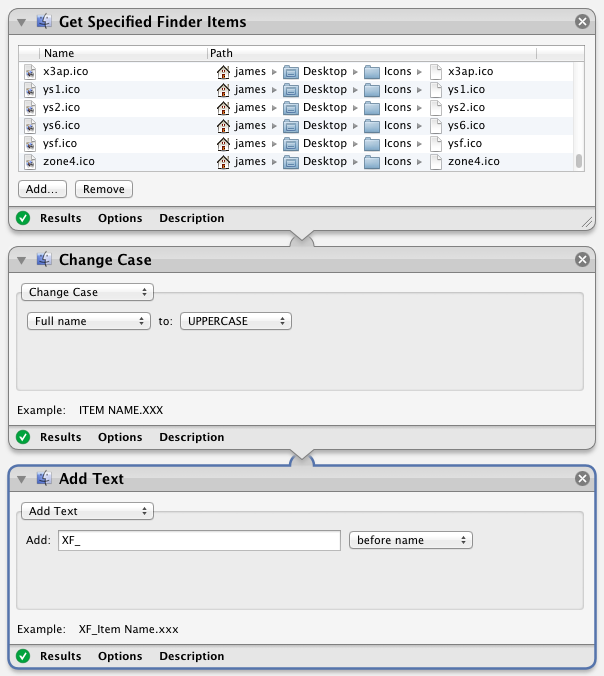 Get Specified Finder Items
Name Path
x3ap.ico james Desktop Icons x3ap.ico
ys1.ico james Desktop Icons ys1.ico
ys2.ico james Desktop Icons ys2.ico
ys6.ico james Desktop Icons ys6.ico
ysf.ico james Desktop Icons ysf.ico
zone4.ico james Desktop Icons zone4.ico
Add... Remove
Results Options Description
Change Case
Change Case
Full name to: UPPERCASE
Example: ITEM NAME.XXX
Results Options Description
Add Text
Add Text
Add: XF_ before name
Example: XF_Item Name.xxx
Results Options Description